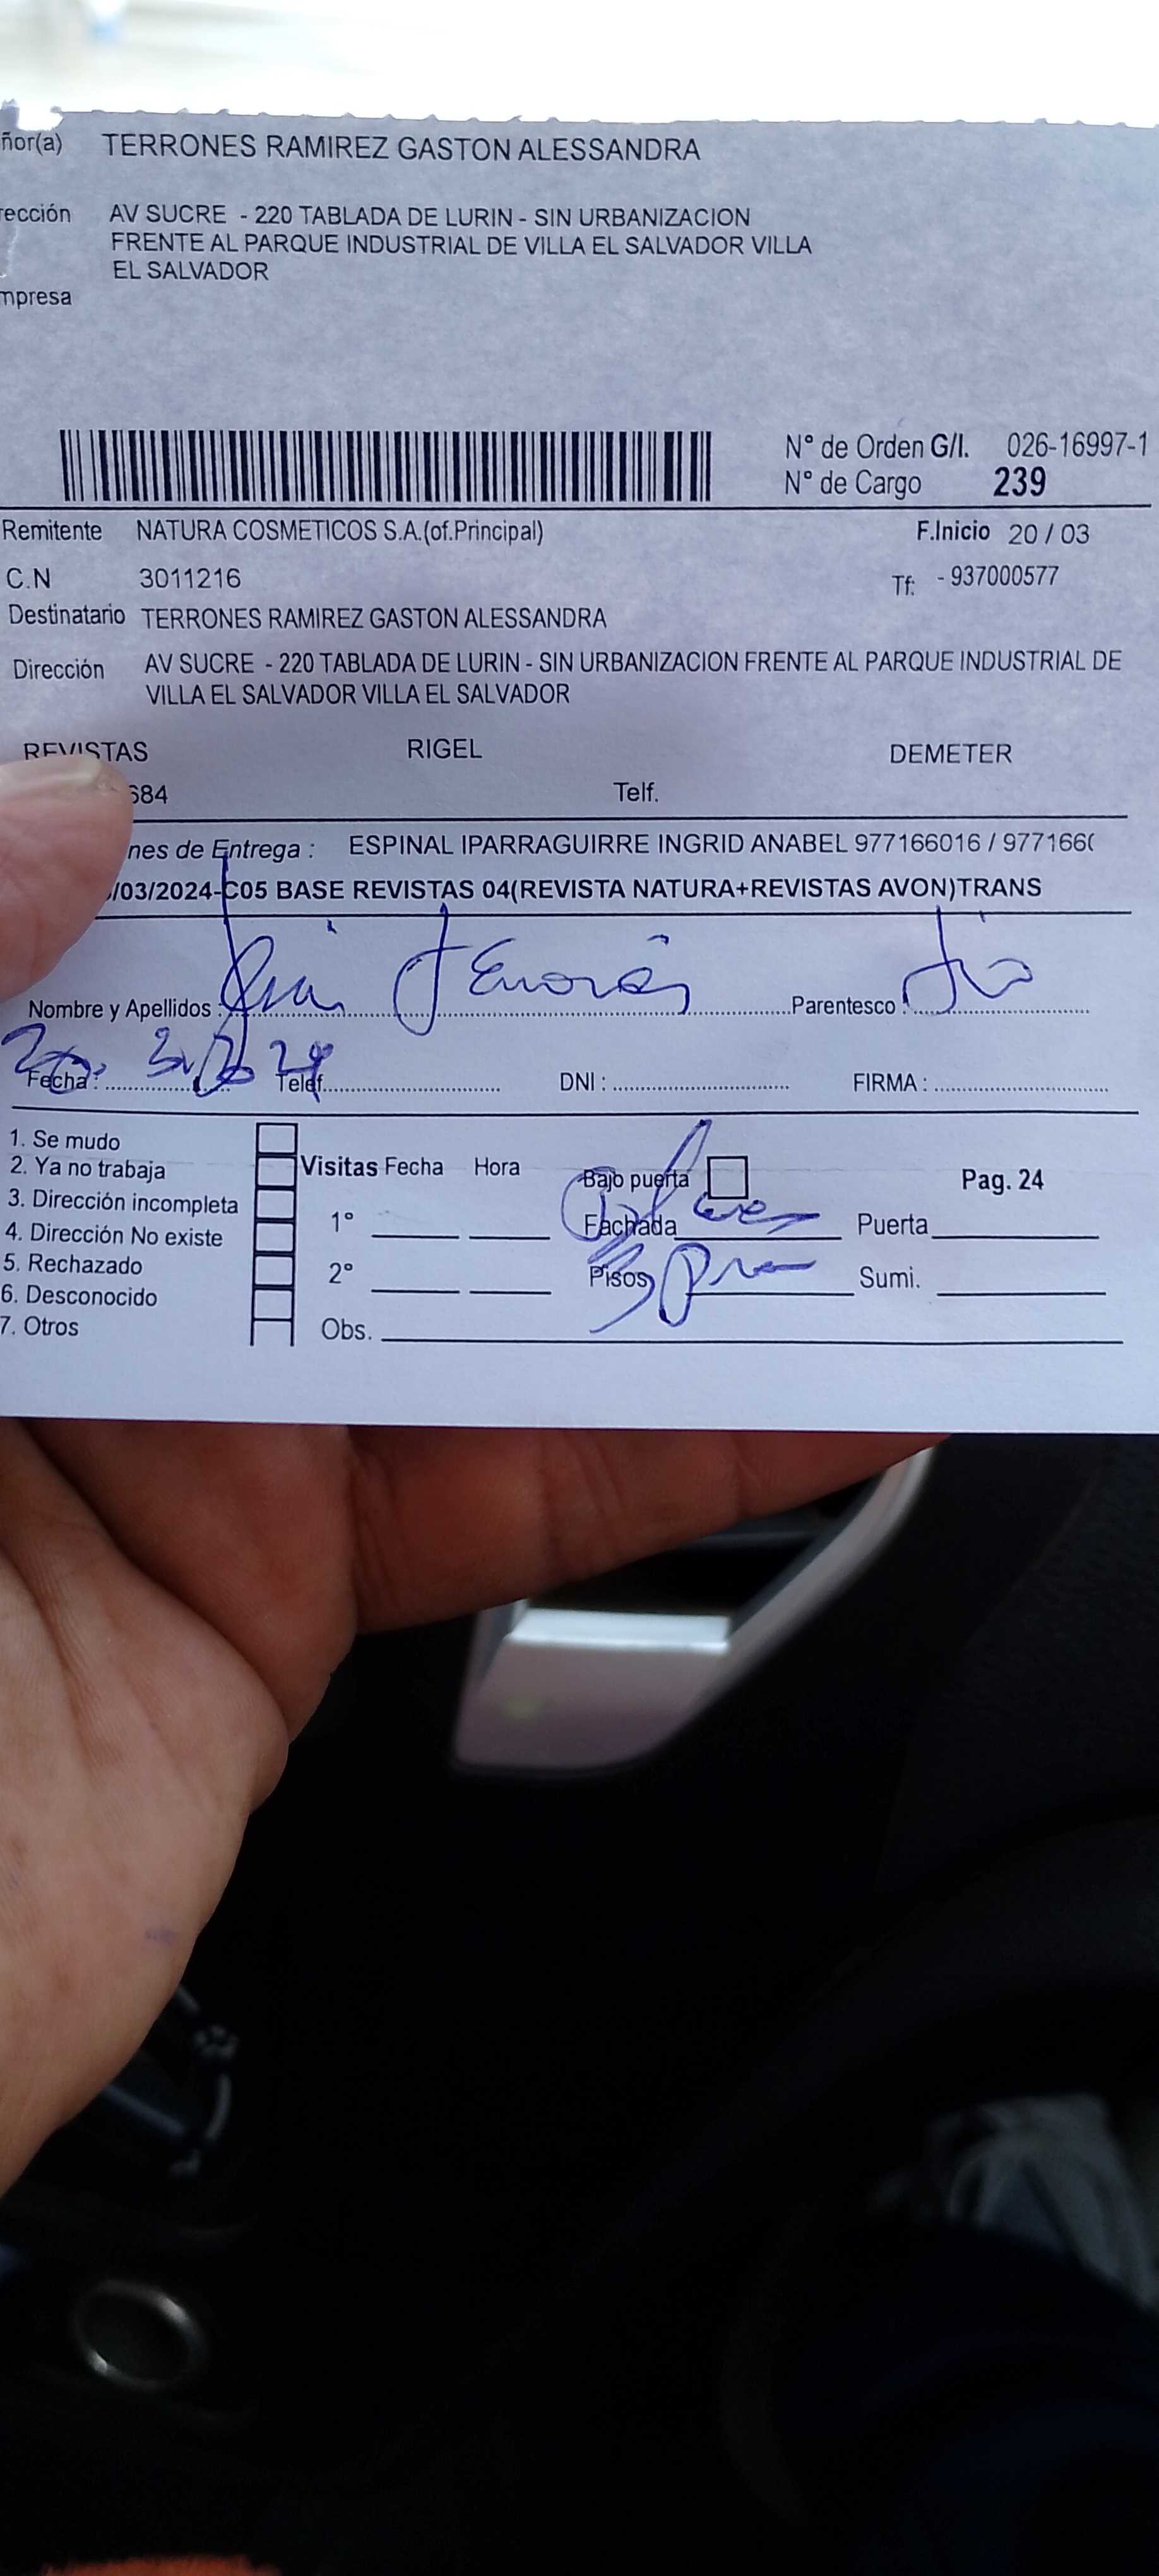 ñor(a) TERRONES RAMIREZ GASTON ALESSANDRA
rección AV SUCRE - 220 TABLADA DE LURIN - SIN URBANIZACION
FRENTE AL PARQUE INDUSTRIAL DE VILLA EL SALVADOR VILLA
EL SALVADOR
mpresa
N° de Orden G/I. 026-16997-1
N° de Cargo 239
Remitente NATURA COSMETICOS S.A.(of.Principal) F.Inicio 20 / 03
C.N 3011216 Tf: - 937000577
Destinatario TERRONES RAMIREZ GASTON ALESSANDRA
Dirección AV SUCRE - 220 TABLADA DE LURIN - SIN URBANIZACION FRENTE AL PARQUE INDUSTRIAL DE
VILLA EL SALVADOR VILLA EL SALVADOR
REVISTAS RIGEL DEMETER
684 Telf.
nes de Entrega : ESPINAL IPARRAGUIRRE INGRID ANABEL 977166016 / 977166
/03/2024-C05 BASE REVISTAS 04(REVISTA NATURA+REVISTAS AVON)TRANS
Nombre y Apellidos : Parentesco :
Fecha : Telef. DNI : FIRMA :
1. Se mudo
2. Ya no trabaja Visitas Fecha Hora Bajo puerta Pag. 24
3. Dirección incompleta
4. Dirección No existe 1° Fachada Puerta
5. Rechazado
6. Desconocido 2° Pisos Sumi.
7. Otros Obs.